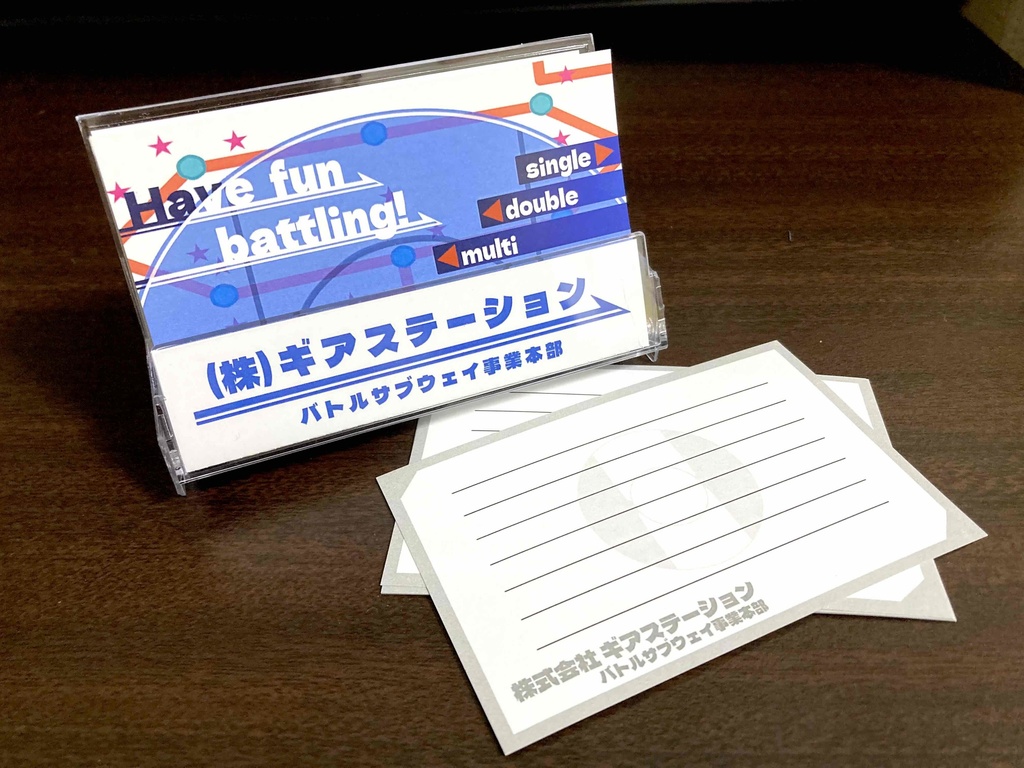 Have fun
battling!
single
double
multi
(株)ギアステーション
バトルサブウェイ事業本部
株式会社 ギアステーション
バトルサブウェイ事業本部